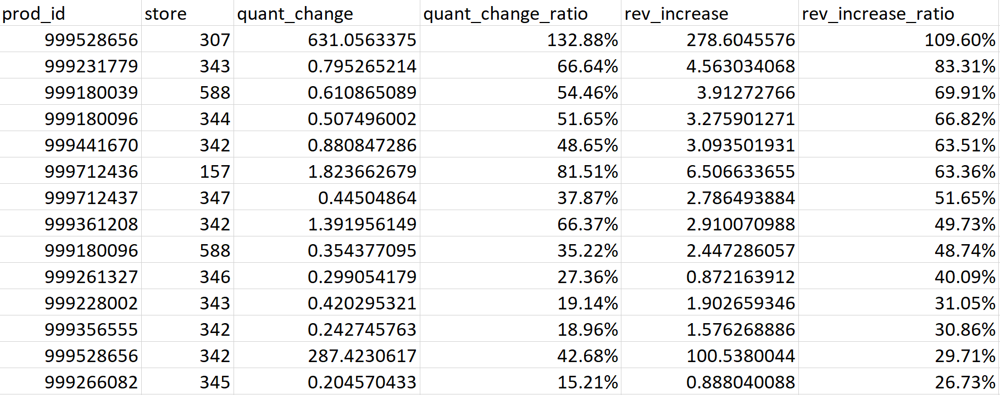 prod_id store quant_change quant_change_ratio rev_increase rev_increase_ratio
999528656 307 631.0563375 132.88% 278.6045576 109.60%
999231779 343 0.795265214 66.64% 4.563034068 83.31%
999180039 588 0.610865089 54.46% 3.91272766 69.91%
999180096 344 0.507496002 51.65% 3.275901271 66.82%
999441670 342 0.880847286 48.65% 3.093501931 63.51%
999712436 157 1.823662679 81.51% 6.506633655 63.36%
999712437 347 0.44504864 37.87% 2.786493884 51.65%
999361208 342 1.391956149 66.37% 2.910070988 49.73%
999180096 588 0.354377095 35.22% 2.447286057 48.74%
999261327 346 0.299054179 27.36% 0.872163912 40.09%
999228002 343 0.420295321 19.14% 1.902659346 31.05%
999356555 342 0.242745763 18.96% 1.576268886 30.86%
999528656 342 287.4230617 42.68% 100.5380044 29.71%
999266082 345 0.204570433 15.21% 0.888040088 26.73%